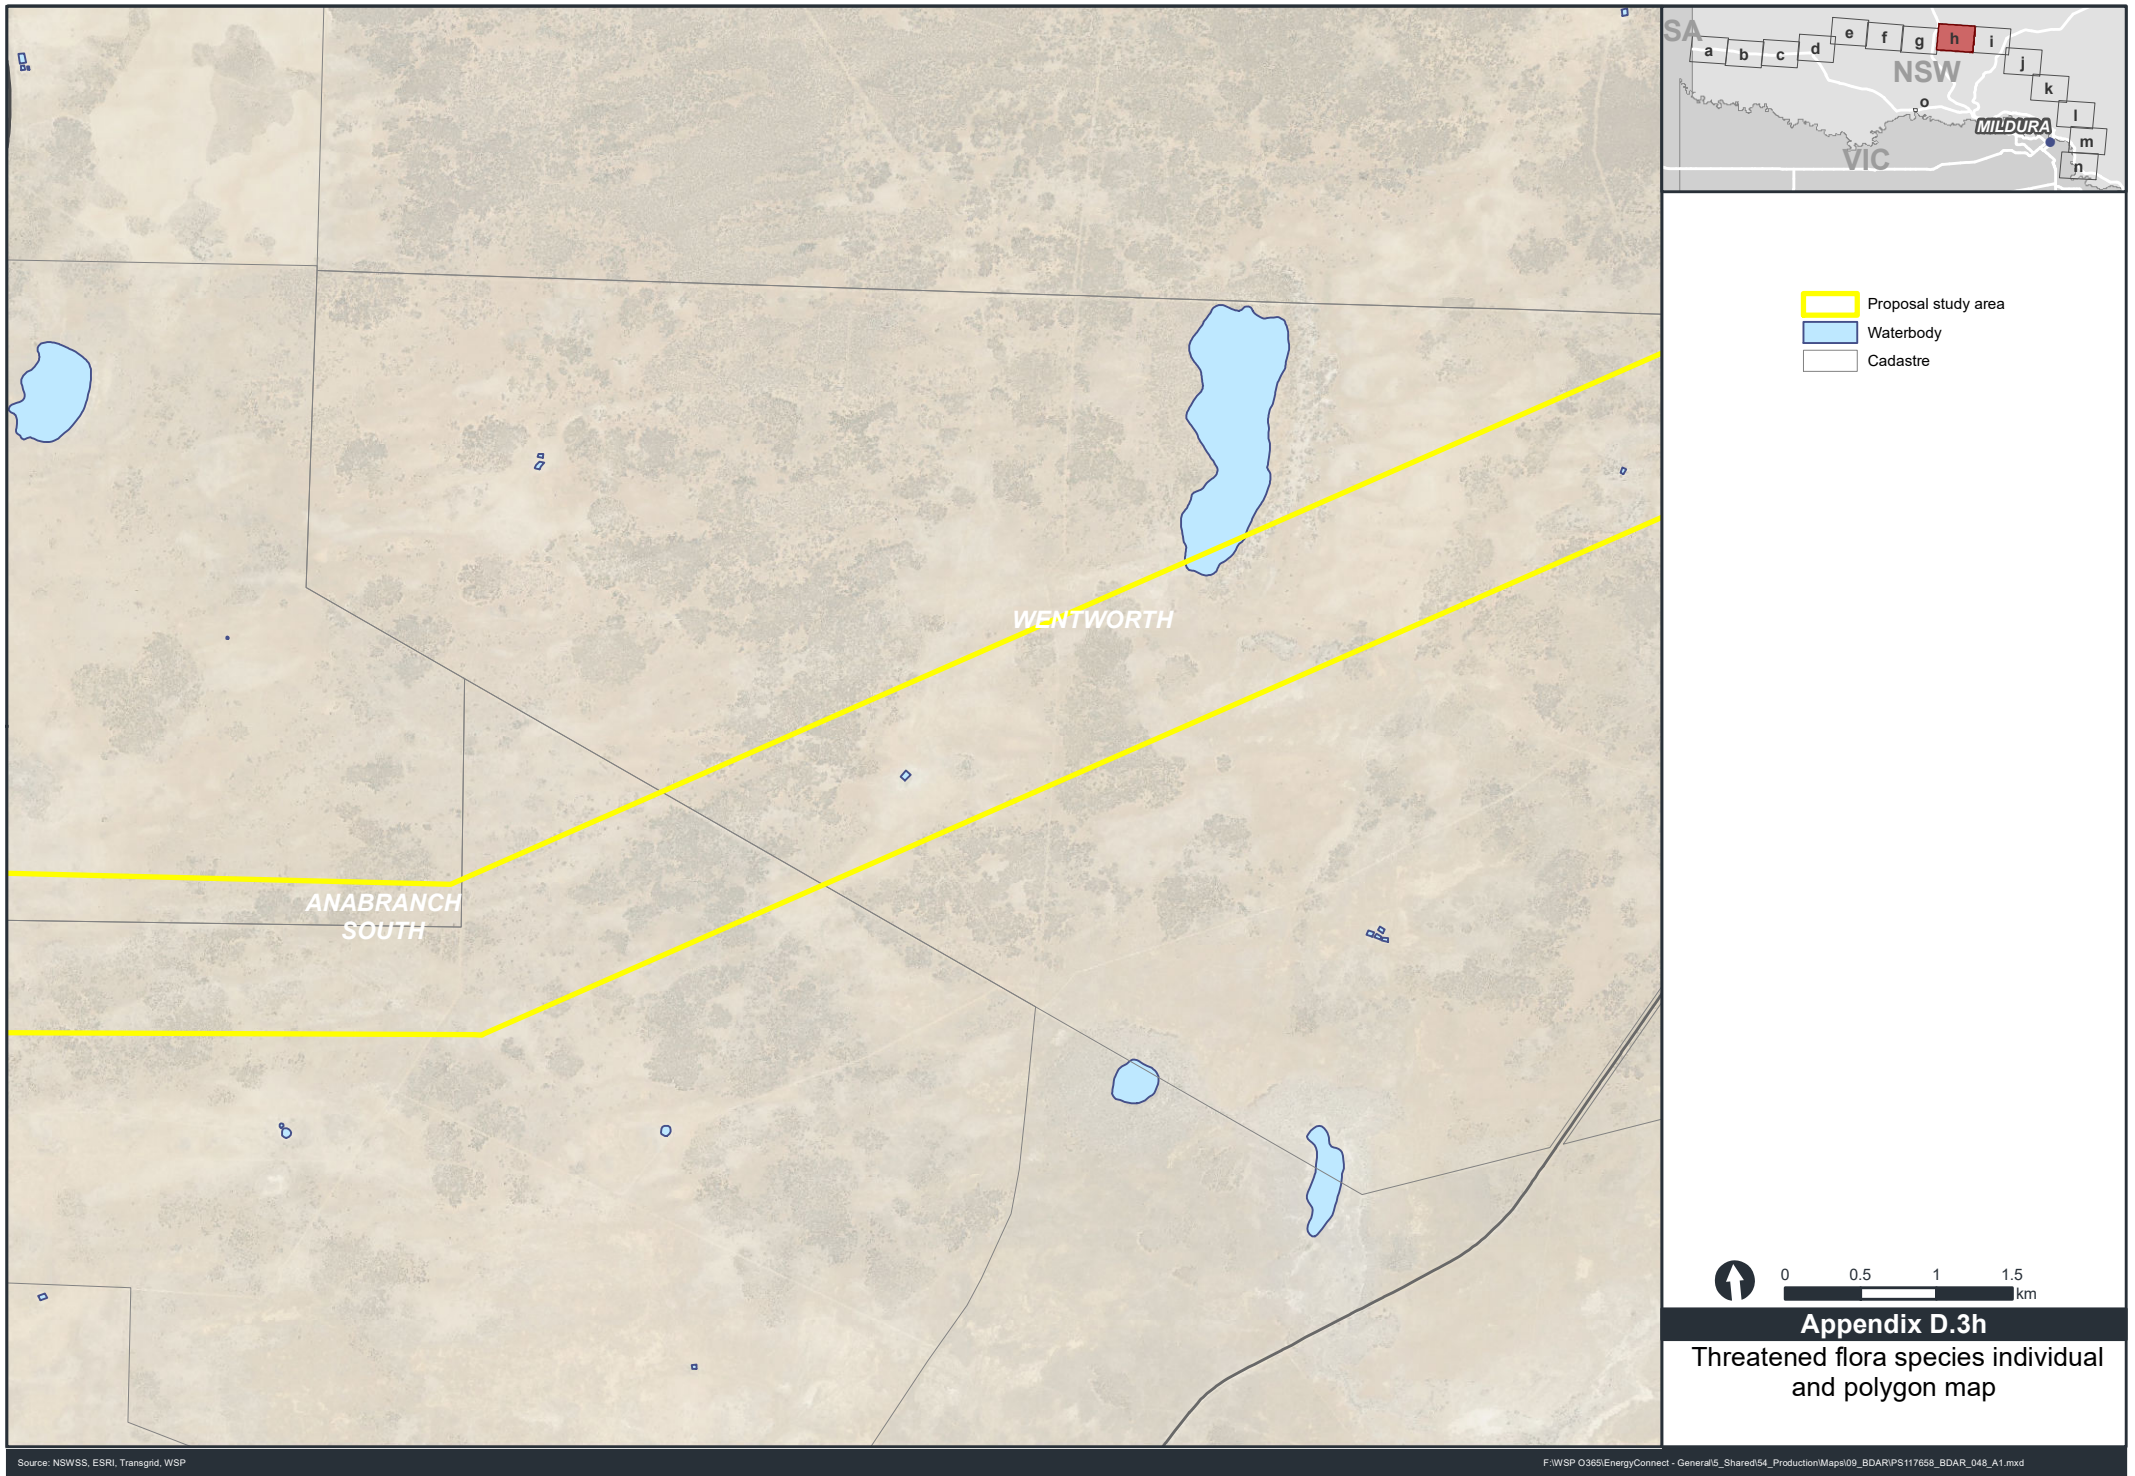 SA
a
b
c
d
e
f
g
h
i
j
k
l
m
n
o
NSW
MILDURA
VIC
Proposal study area
Waterbody
Cadastre
WENTWORTH
ANABRANCH
SOUTH
0 0.5 1 1.5
km
Appendix D.3h
Threatened flora species individual
and polygon map
Source: NSWSS, ESRI, Transgrid, WSP
F:\WSP O365\EnergyConnect - General\5_Shared\54_Production\Maps\09_BDAR\PS117658_BDAR_048_A1.mxd